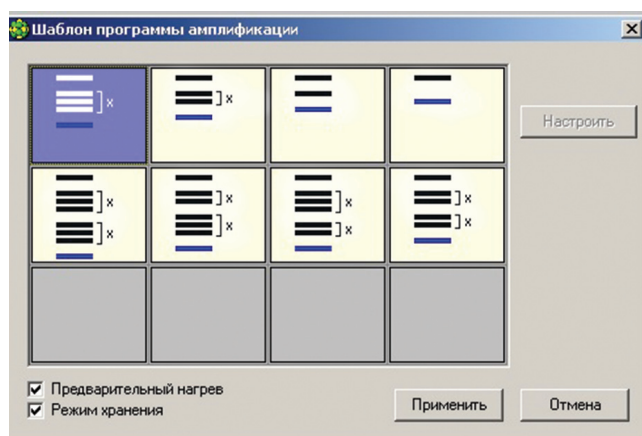 Шаблон программы амплификации
x
x
Настроить
x
x
x
x
x
x
x
x
Предварительный нагрев
Режим хранения
Применить
Отмена